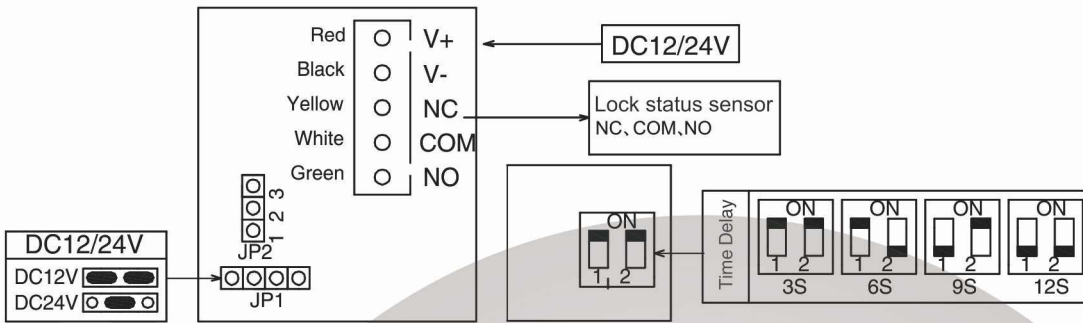 Red V+
Black V-
Yellow NC
White COM
Green NO
DC12/24V
Lock status sensor
NC、COM、NO
1 2 3
JP2
JP1
DC12/24V
DC12V
DC24V
ON
1 2
Time Delay
ON
1 2
3S
ON
1 2
6S
ON
1 2
9S
ON
1 2
12S